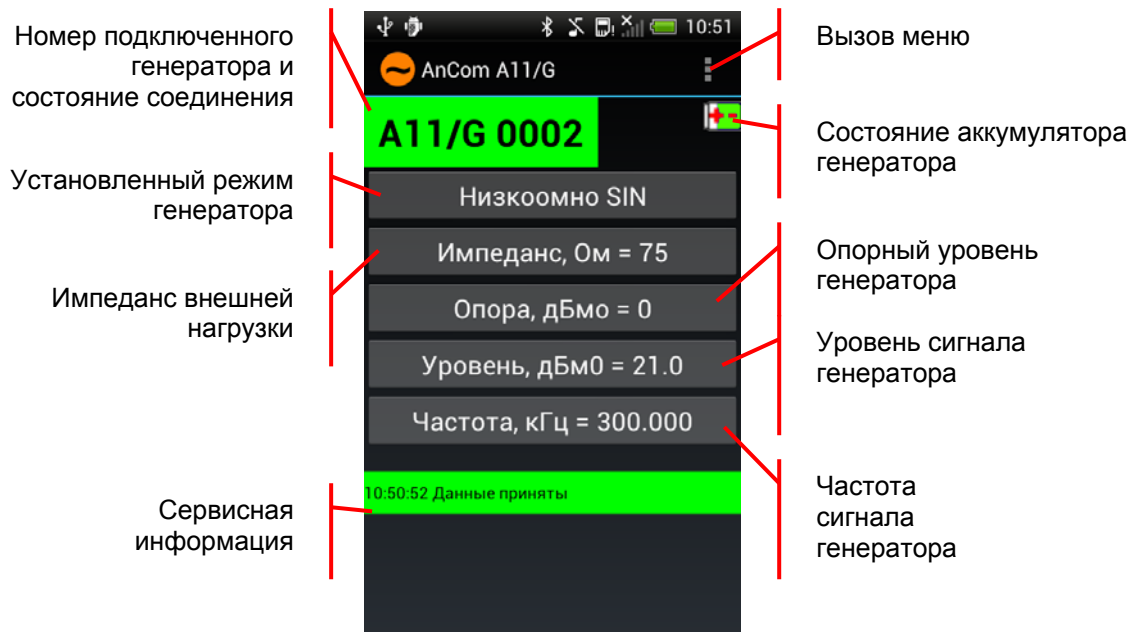 Номер подключенного
генератора и
состояние соединения
Установленный режим
генератора
Импеданс внешней
нагрузки
Сервисная
информация
10:51
AnCom A11/G
A11/G 0002
Низкоомно SIN
Импеданс, Ом = 75
Опора, дБмо = 0
Уровень, дБм0 = 21.0
Частота, кГц = 300.000
10:50:52 Данные приняты
Вызов меню
Состояние аккумулятора
генератора
Опорный уровень
генератора
Уровень сигнала
генератора
Частота
сигнала
генератора